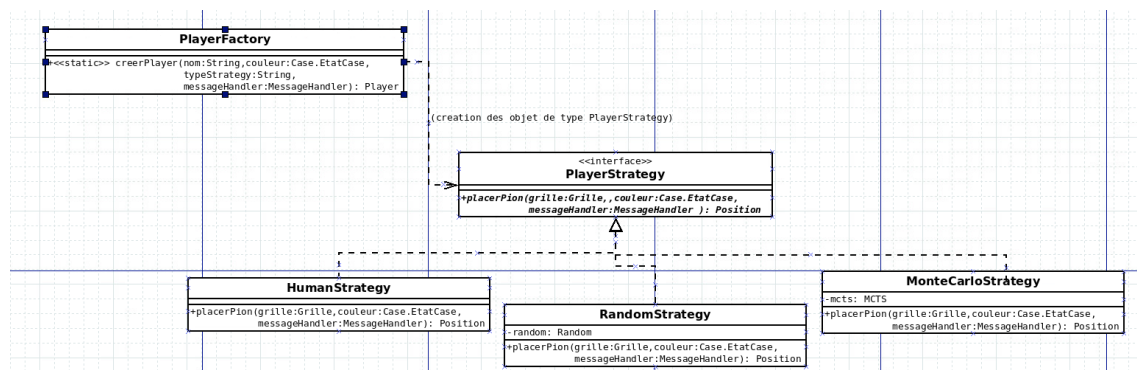 PlayerFactory
+<<static>> creerPlayer(nom:String,couleur:Case.EtatCase,
typeStrategy:String,
messageHandler:MessageHandler): Player
(creation des objet de type PlayerStrategy)
<<interface>>
PlayerStrategy
+placerPion(grille:Grille,,couleur:Case.EtatCase,
messageHandler:MessageHandler ): Position
HumanStrategy
+placerPion(grille:Grille,couleur:Case.EtatCase,
messageHandler:MessageHandler): Position
RandomStrategy
-random: Random
+placerPion(grille:Grille,couleur:Case.EtatCase,
messageHandler:MessageHandler): Position
MonteCarloStrategy
-mcts: MCTS
+placerPion(grille:Grille,couleur:Case.EtatCase,
messageHandler:MessageHandler): Position